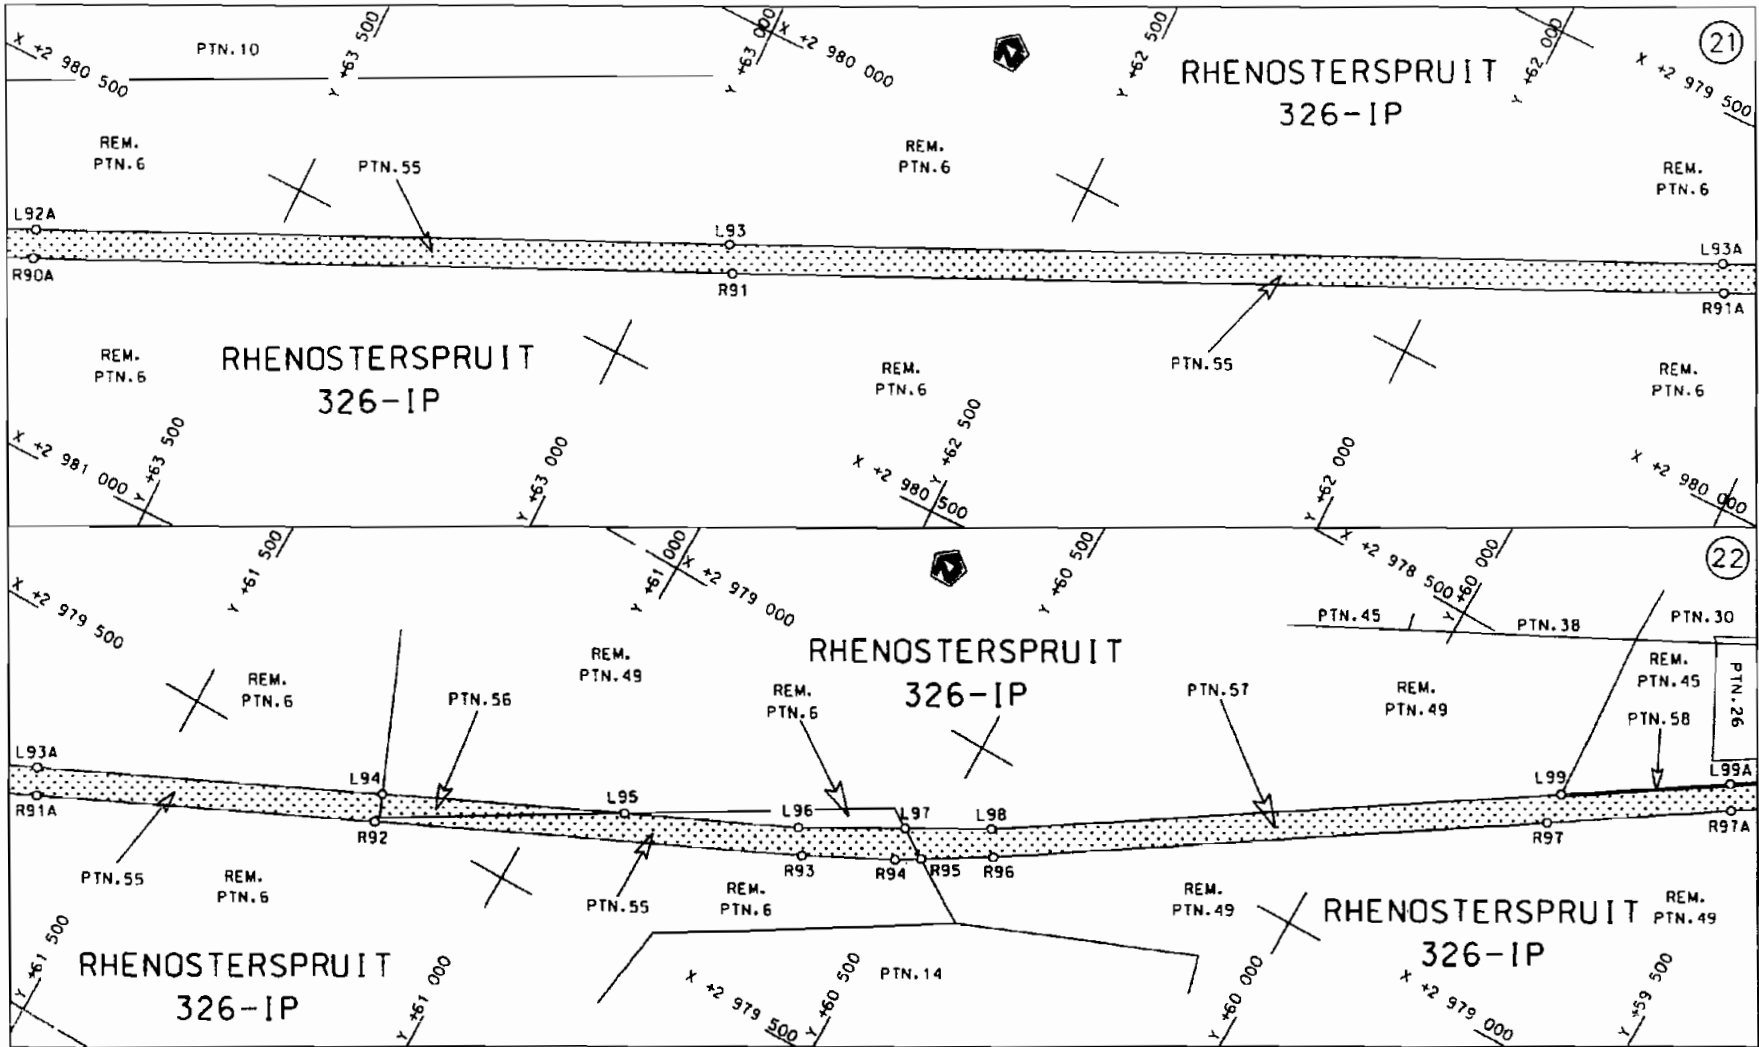 X +2 980 500
PTN.10
Y +63 500
Y +63 000
X +2 980 000
N
Y +62 500
RHENOSTERSPRUIT
326-IP
Y +62 000
X +2 979 500
21
REM.
PTN.6
PTN.55
REM.
PTN.6
REM.
PTN.6
L92A
L93
L93A
R90A
R91
R91A
REM.
PTN.6
RHENOSTERSPRUIT
326-IP
REM.
PTN.6
PTN.55
REM.
PTN.6
X +2 981 000
Y +63 500
Y +63 000
X +2 980 500
Y +62 500
Y +62 000
X +2 980 000
X +2 979 500
Y +61 500
Y +61 000
X +2 979 000
N
Y +60 500
X +2 978 500
Y +60 000
22
PTN.45
PTN.38
PTN.30
REM.
PTN.6
PTN.56
REM.
PTN.49
RHENOSTERSPRUIT
326-IP
REM.
PTN.6
PTN.57
REM.
PTN.49
REM.
PTN.45
PTN.58
PTN.26
L93A
L94
L95
L96
L97
L98
L99
L99A
R91A
R92
R93
R94
R95
R96
R97
R97A
PTN.55
REM.
PTN.6
PTN.55
REM.
PTN.6
REM.
PTN.49
RHENOSTERSPRUIT
326-IP
REM.
PTN.49
Y +61 500
RHENOSTERSPRUIT
326-IP
Y +61 000
X +2 979 500
Y +60 500
PTN.14
Y +60 000
X +2 979 000
Y +59 500